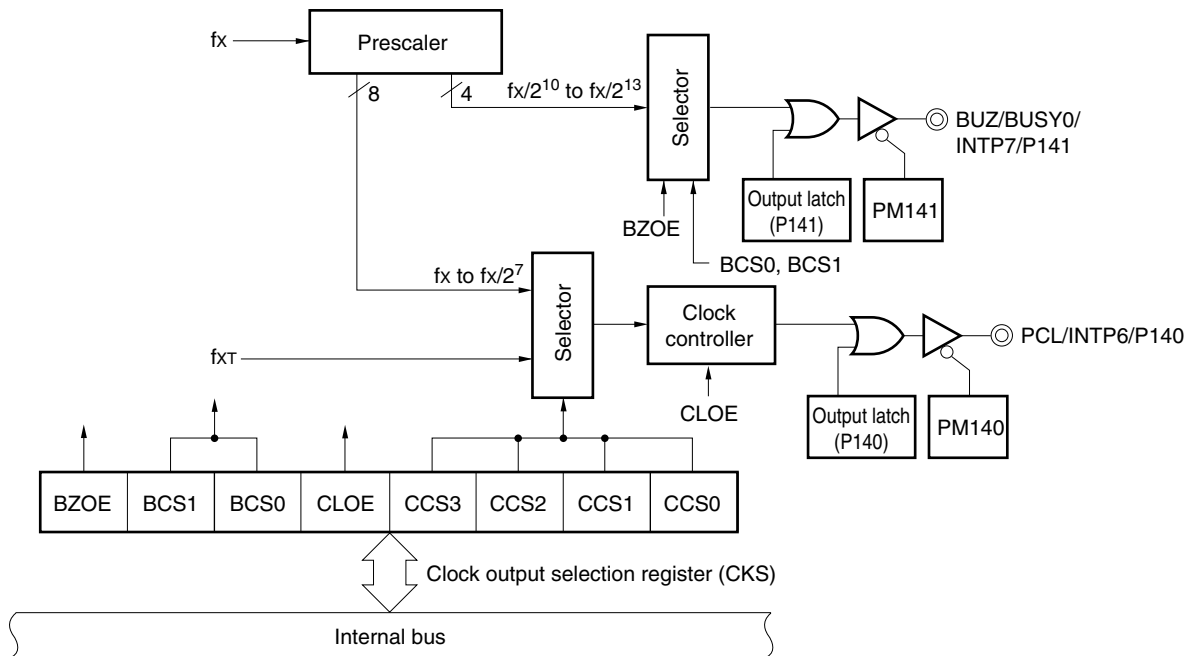 fX
Prescaler
8
4
fX/2^10 to fX/2^13
Selector
BUZ/BUSY0/
INTP7/P141
Output latch
(P141)
PM141
BZOE
BCS0, BCS1
fX to fX/2^7
Selector
Clock
controller
PCL/INTP6/P140
fXT
CLOE
Output latch
(P140)
PM140
BZOE BCS1 BCS0 CLOE CCS3 CCS2 CCS1 CCS0
Clock output selection register (CKS)
Internal bus